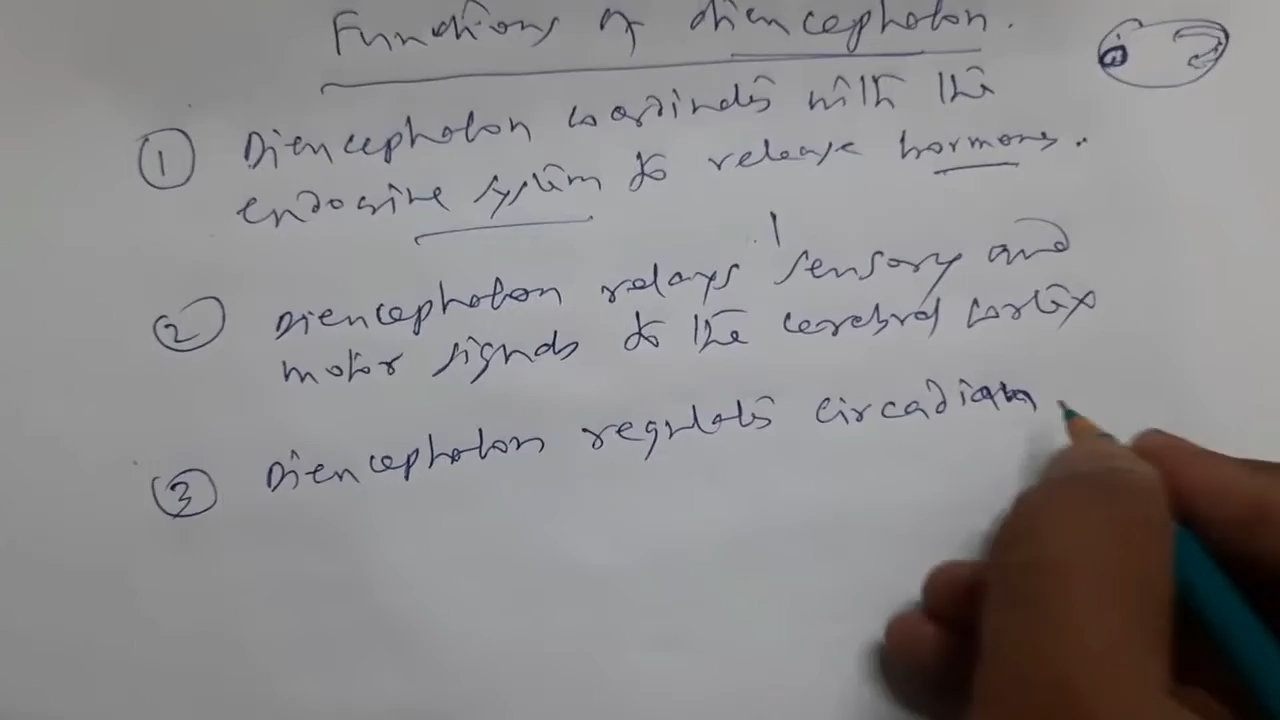 Functions of diencephalon.
① Diencephalon coordinates with the
endocrine system to release hormones.
② Diencephalon relays sensory and
motor signals to the cerebral cortex
③ Diencephalon regulates circadian